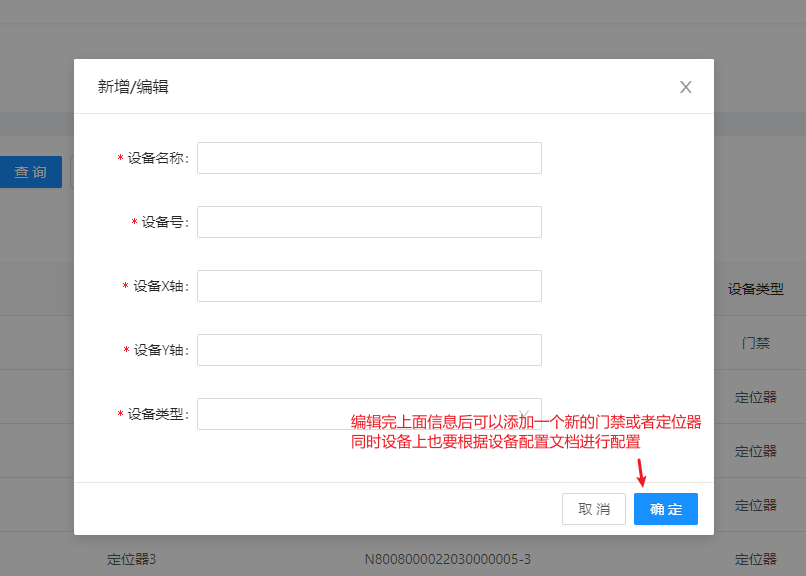 新增/编辑
X
* 设备名称:
查 询
* 设备号:
* 设备X轴:
设备类型
* 设备Y轴:
门禁
定位器
* 设备类型:
编辑完上面信息后可以添加一个新的门禁或者定位器
同时设备上也要根据设备配置文档进行配置
定位器
取 消
确 定
定位器
定位器3
N8008000022030000005-3
定位器